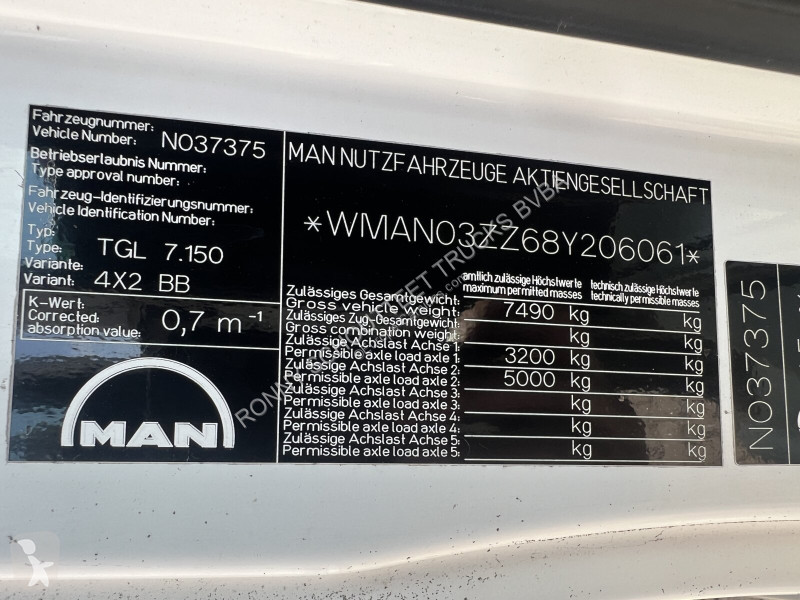 Fahrzeugnummer:
Vehicle Number: N037375
Betriebserlaubnis Nummer:
Type approval number:
Fahrzeug-Identifizierungsnummer:
Vehicle Identification Number:
Typ:
Type: TGL 7.150
Variante:
Variant: 4X2 BB
K-Wert:
Corrected: 0,7 m⁻¹
absorption value:
MAN
MAN NUTZFAHRZEUGE AKTIENGESELLSCHAFT
*WMAN03ZZ68Y206061*
amtlich zulässige Höchstwerte technisch zulässige Höchstwerte
maximum permitted masses technically permissible masses
Zulässiges Gesamtgewicht:
Gross vehicle weight: 7490 kg kg
Zulässiges Zug-Gesamtgewicht:
Gross combination weight: kg kg
Zulässige Achslast Achse 1:
Permissible axle load axle 1: 3200 kg kg
Zulässige Achslast Achse 2:
Permissible axle load axle 2: 5000 kg kg
Zulässige Achslast Achse 3:
Permissible axle load axle 3: kg kg
Zulässige Achslast Achse 4:
Permissible axle load axle 4: kg kg
Zulässige Achslast Achse 5:
Permissible axle load axle 5: kg kg
N037375
TRUCKS BVBA